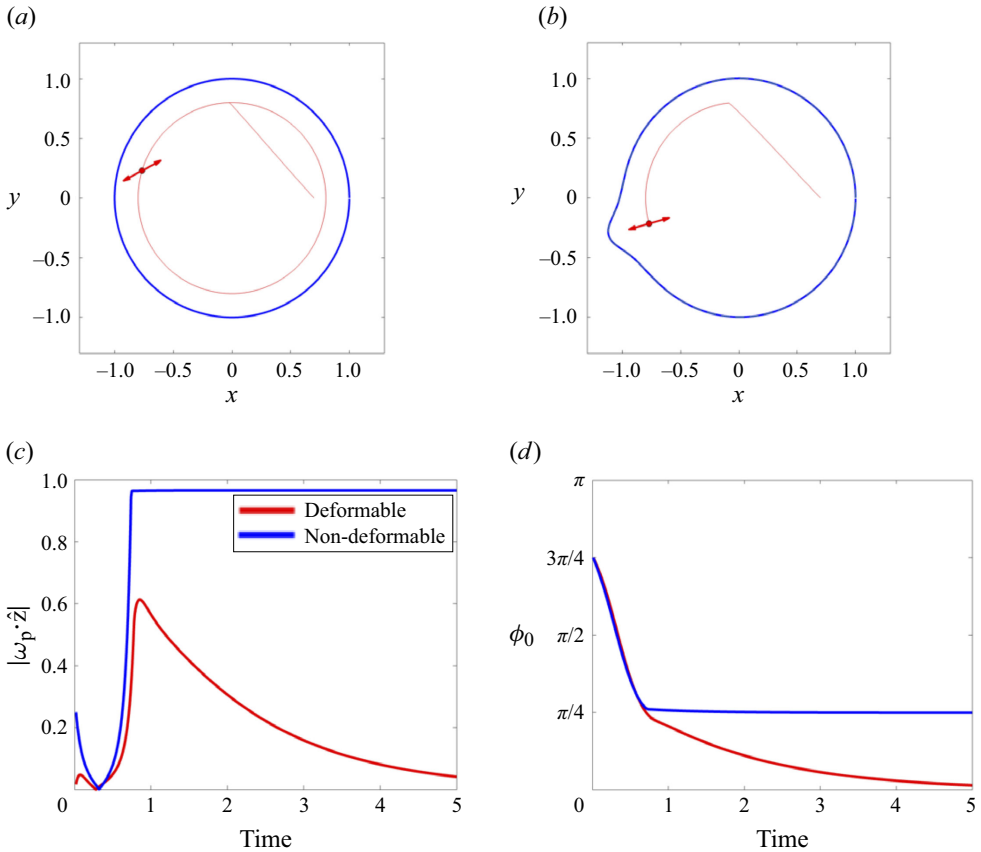 (a)
(b)
1.0
0.5
y
0
–0.5
–1.0
–1.0
–0.5
0
0.5
1.0
x
1.0
0.5
y
0
–0.5
–1.0
–1.0
–0.5
0
0.5
1.0
x
(c)
(d)
1.0
0.8
0.6
0.4
0.2
0
|ωp·ẑ|
Deformable
Non-deformable
1
2
3
4
5
Time
π
3π/4
ϕ0
π/2
π/4
0
1
2
3
4
5
Time